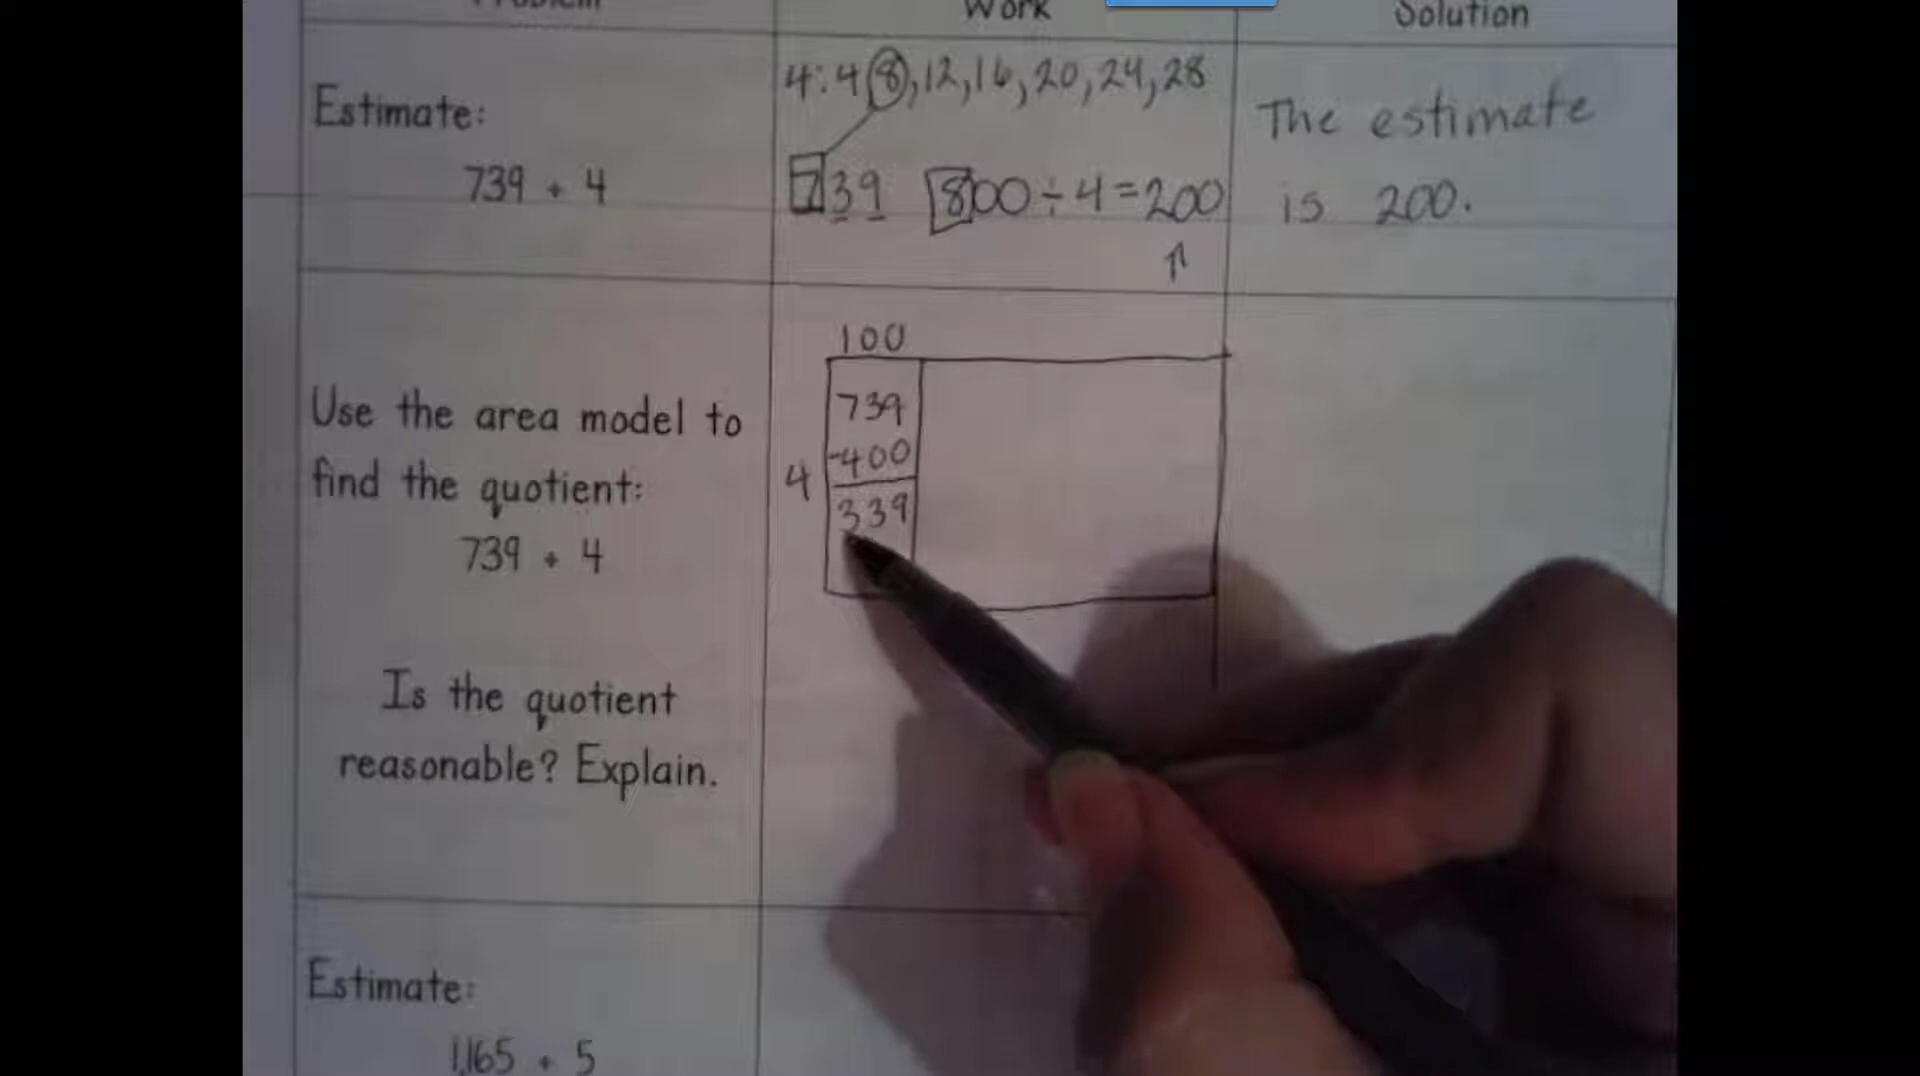 Problem
Work
Solution
Estimate:
739 ÷ 4
4: 4 8, 12, 16, 20, 24, 28
739 800 ÷ 4 = 200
The estimate
is 200.
Use the area model to
find the quotient:
739 ÷ 4
Is the quotient
reasonable? Explain.
100
4
739
-400
339
Estimate:
1,165 ÷ 5